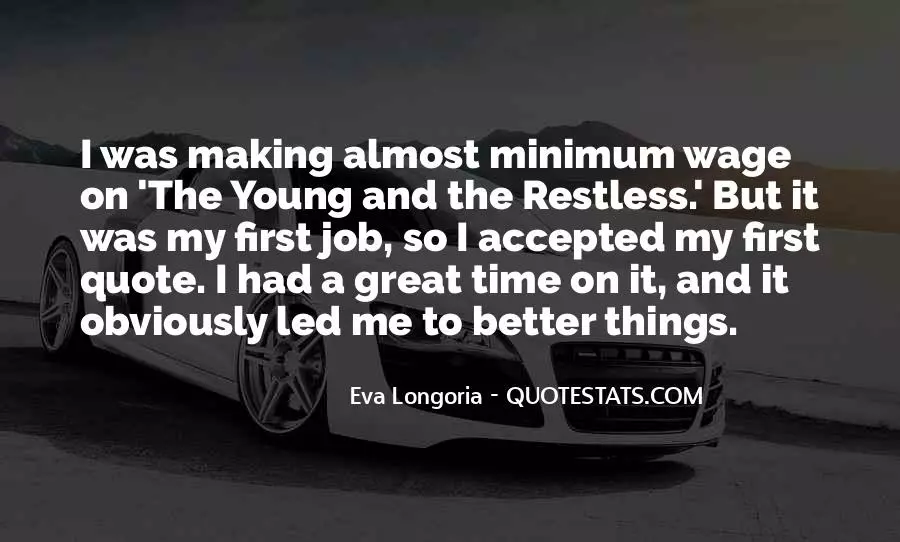 I was making almost minimum wage
on 'The Young and the Restless.' But it
was my first job, so I accepted my first
quote. I had a great time on it, and it
obviously led me to better things.
Eva Longoria - QUOTESTATS.COM